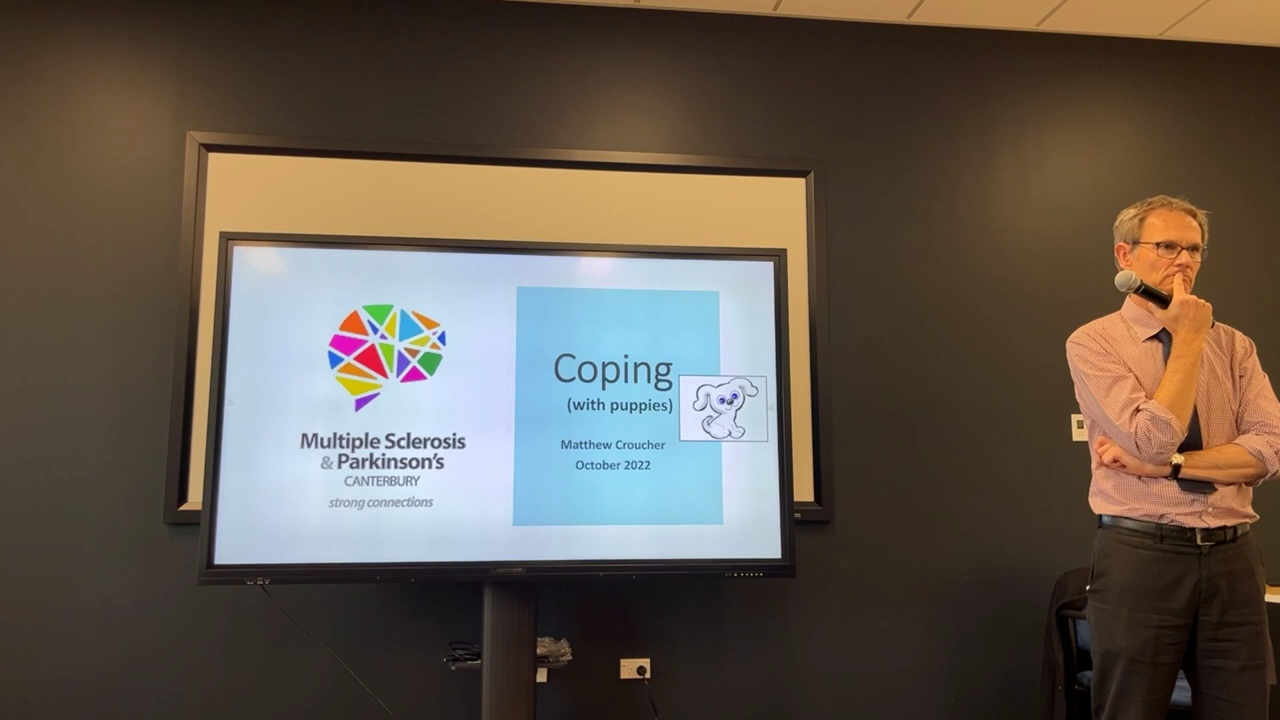 Multiple Sclerosis
& Parkinson's
CANTERBURY
strong connections
Coping
(with puppies)
Matthew Croucher
October 2022